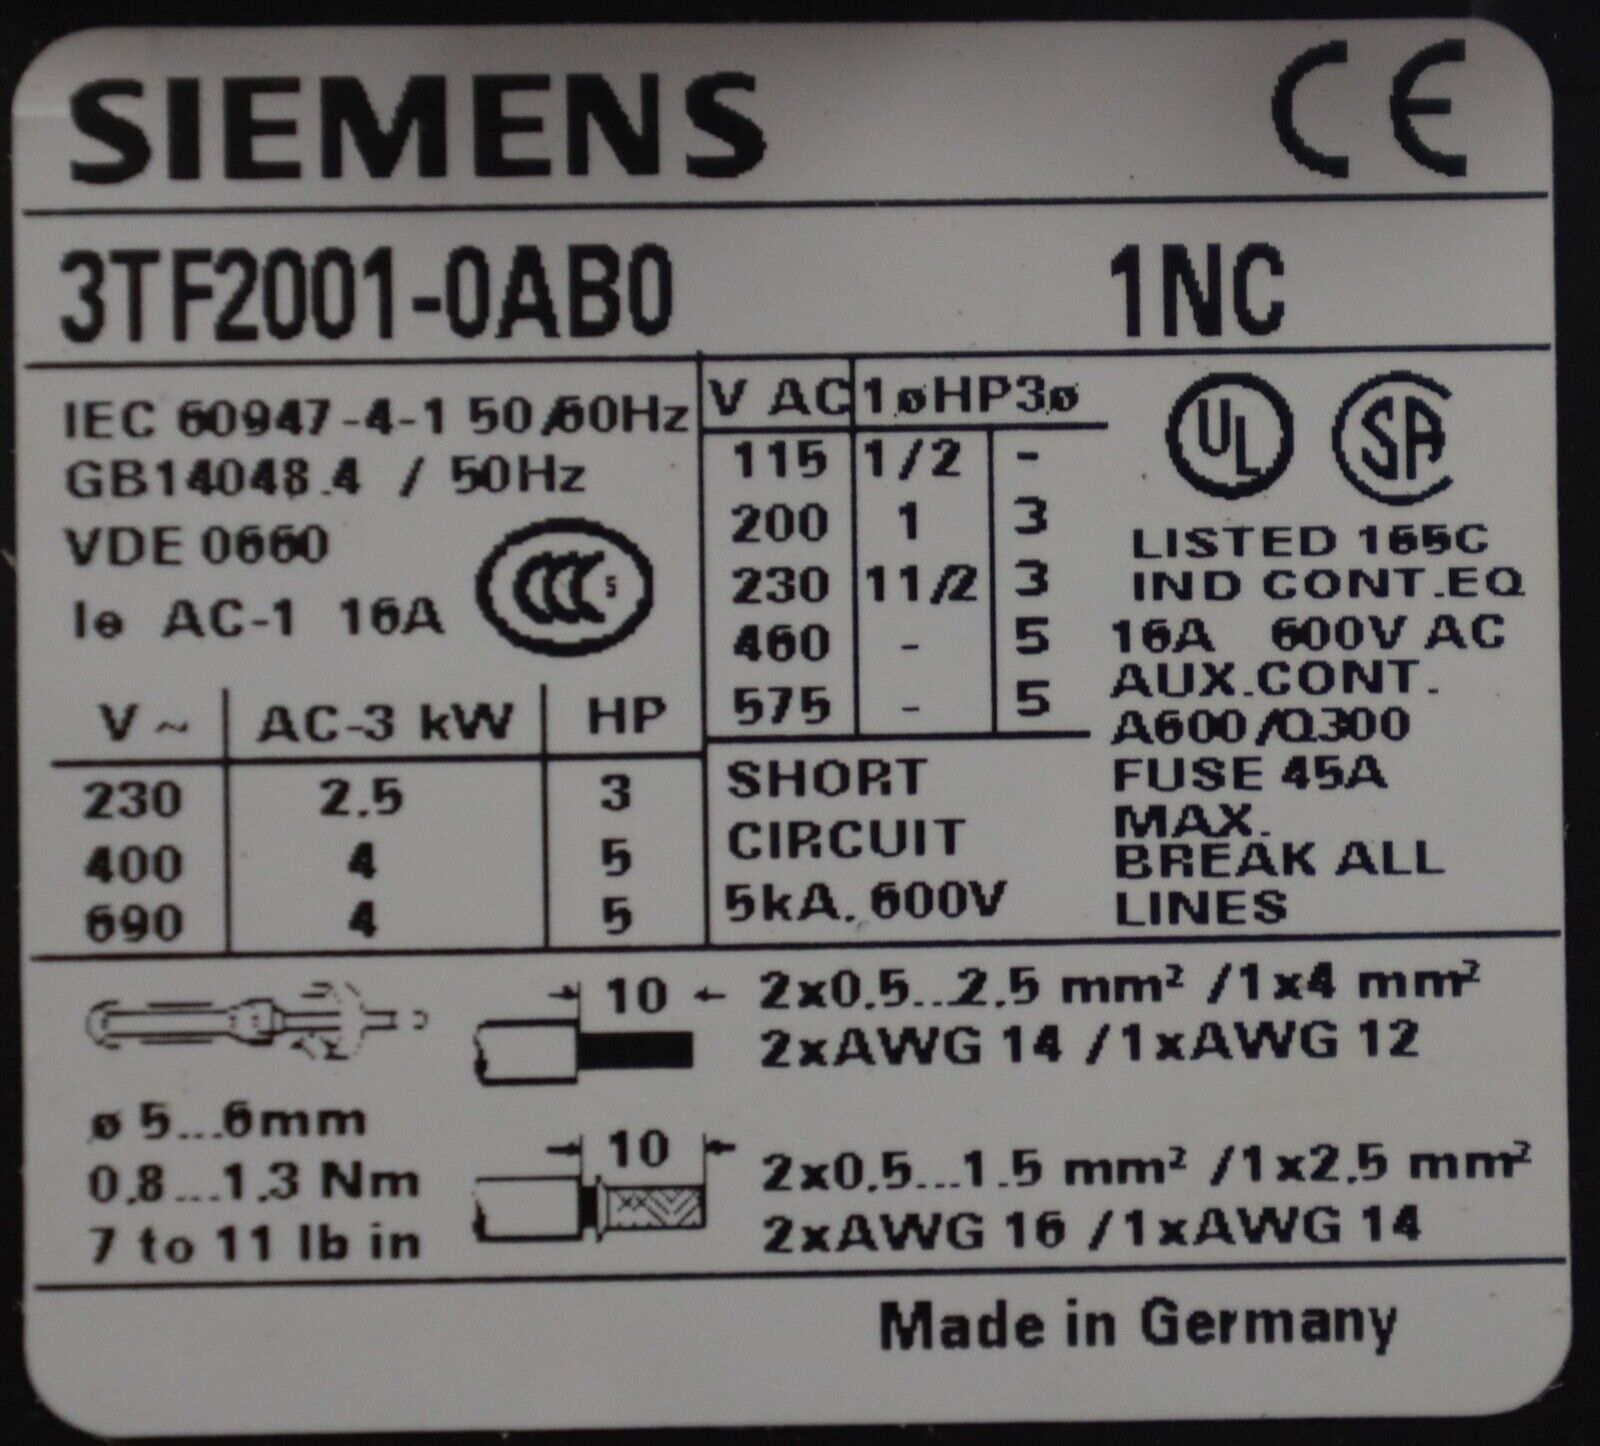 SIEMENS CE
3TF2001-0AB0 1NC
IEC 60947-4-1 50/60Hz
GB14048.4 / 50Hz
VDE 0660
Ie AC-1 16A
CCC S
V~ AC-3 kW HP
230 2.5 3
400 4 5
690 4 5
V AC 1ø HP 3ø
115 1/2 -
200 1 3
230 11/2 3
460 - 5
575 - 5
SHORT
CIRCUIT
5kA, 600V
UL SA
LISTED 165C
IND CONT.EQ
16A 600V AC
AUX.CONT.
A600/Q300
FUSE 45A
MAX.
BREAK ALL
LINES
ø 5...6mm
0.8...1.3 Nm
7 to 11 lb in
10 2x0.5...2.5 mm² /1x4 mm²
2xAWG 14 /1xAWG 12
10 2x0.5...1.5 mm² /1x2.5 mm²
2xAWG 16 /1xAWG 14
Made in Germany